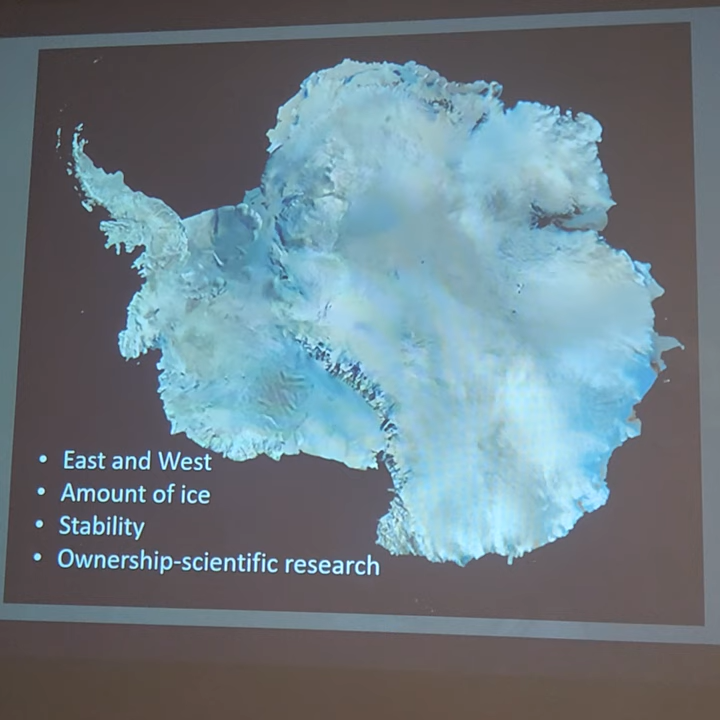 • East and West
• Amount of ice
• Stability
• Ownership-scientific research